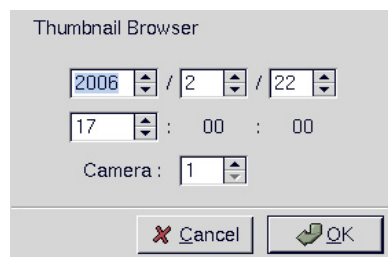 Thumbnail Browser
2006 / 2 / 22
17 : 00 : 00
Camera : 1
Cancel OK